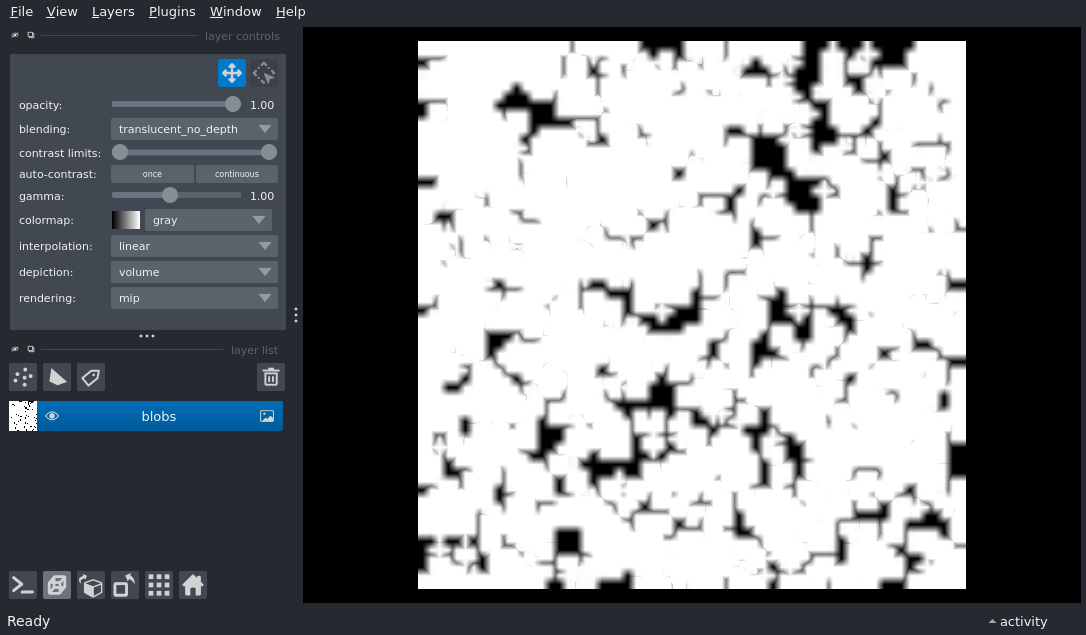 File View Layers Plugins Window Help
layer controls
opacity: 1.00
blending: translucent_no_depth
contrast limits:
auto-contrast: once continuous
gamma: 1.00
colormap: gray
interpolation: linear
depiction: volume
rendering: mip
layer list
blobs
Ready activity